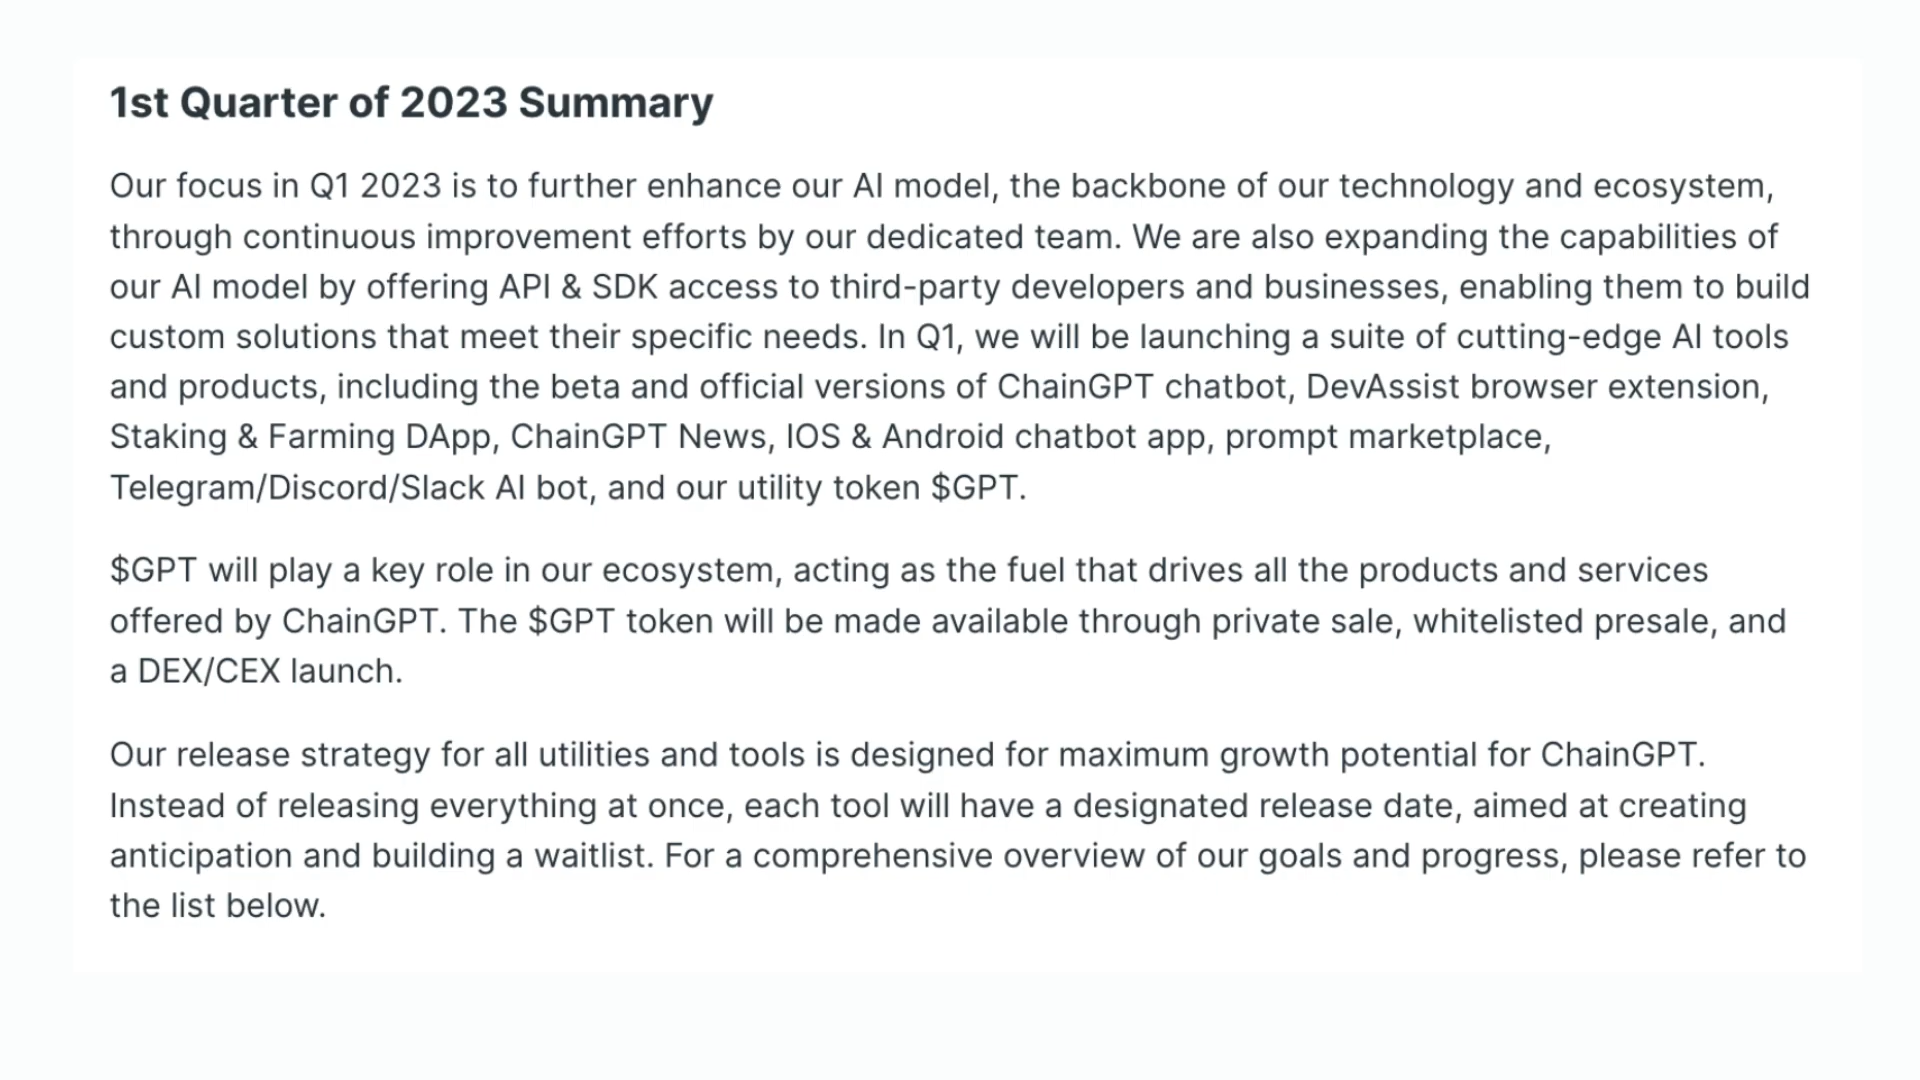 1st Quarter of 2023 Summary
Our focus in Q1 2023 is to further enhance our AI model, the backbone of our technology and ecosystem,
through continuous improvement efforts by our dedicated team. We are also expanding the capabilities of
our AI model by offering API & SDK access to third-party developers and businesses, enabling them to build
custom solutions that meet their specific needs. In Q1, we will be launching a suite of cutting-edge AI tools
and products, including the beta and official versions of ChainGPT chatbot, DevAssist browser extension,
Staking & Farming DApp, ChainGPT News, IOS & Android chatbot app, prompt marketplace,
Telegram/Discord/Slack AI bot, and our utility token $GPT.
$GPT will play a key role in our ecosystem, acting as the fuel that drives all the products and services
offered by ChainGPT. The $GPT token will be made available through private sale, whitelisted presale, and
a DEX/CEX launch.
Our release strategy for all utilities and tools is designed for maximum growth potential for ChainGPT.
Instead of releasing everything at once, each tool will have a designated release date, aimed at creating
anticipation and building a waitlist. For a comprehensive overview of our goals and progress, please refer to
the list below.